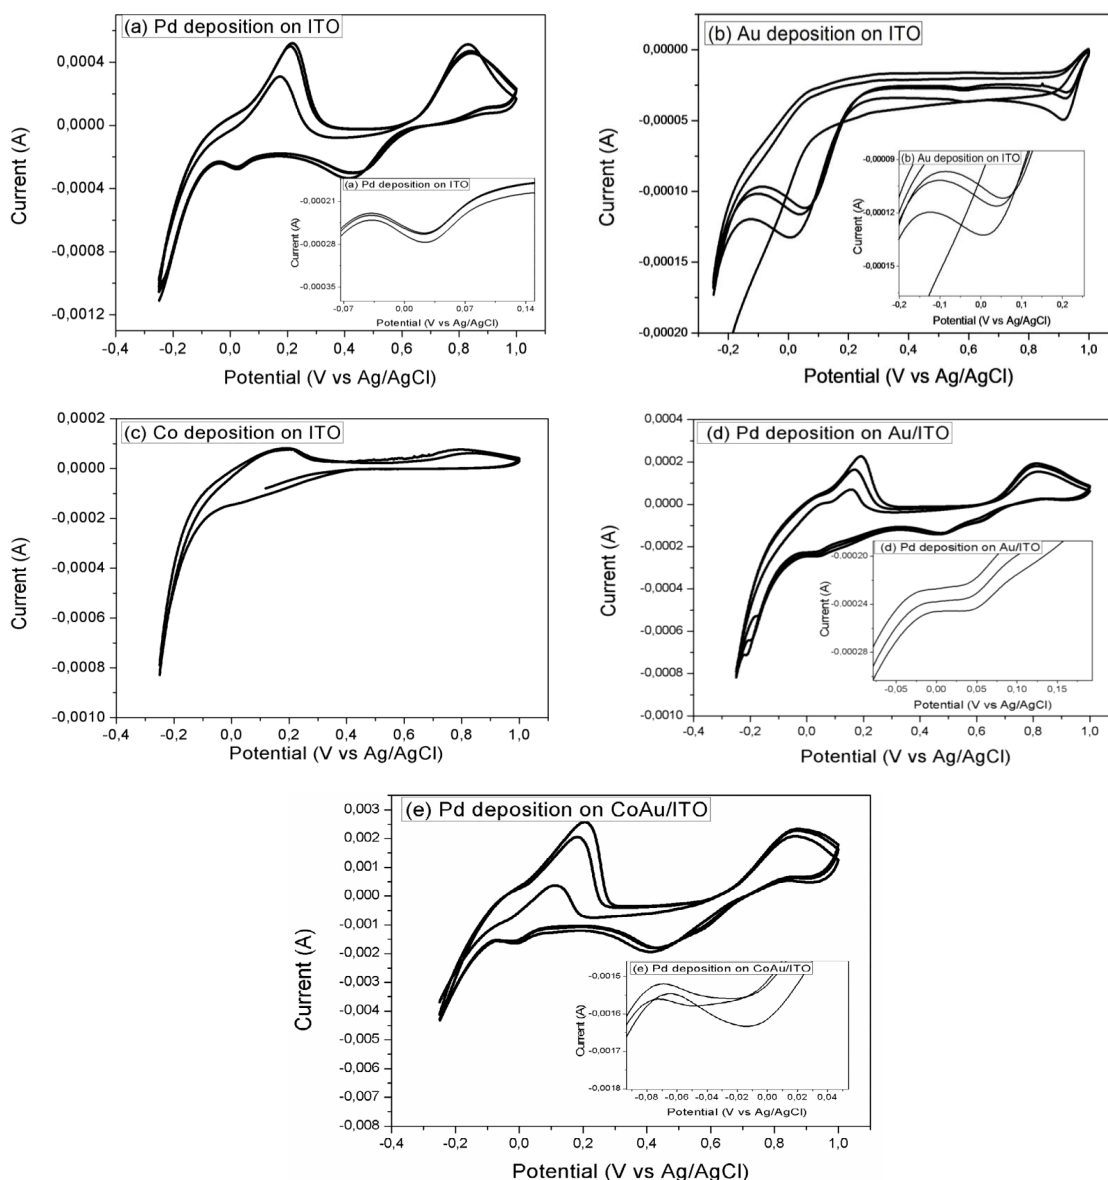 (a) Pd deposition on ITO
0,0004
0,0000
-0,0004
-0,0008
-0,0012
Current (A)
-0,4 -0,2 0,0 0,2 0,4 0,6 0,8 1,0
Potential (V vs Ag/AgCl)
(a) Pd deposition on ITO
-0,00021
-0,00028
-0,00035
Current (A)
-0,07 0,00 0,07 0,14
Potential (V vs Ag/AgCl)
(b) Au deposition on ITO
0,00000
-0,00005
-0,00010
-0,00015
-0,00020
Current (A)
-0,2 0,0 0,2 0,4 0,6 0,8 1,0
Potential (V vs Ag/AgCl)
(b) Au deposition on ITO
-0,00009
-0,00012
-0,00015
Current (A)
-0,2 -0,1 0,0 0,1 0,2
Potential (V vs Ag/AgCl)
(c) Co deposition on ITO
0,0002
0,0000
-0,0002
-0,0004
-0,0006
-0,0008
-0,0010
Current (A)
-0,4 -0,2 0,0 0,2 0,4 0,6 0,8 1,0
Potential (V vs Ag/AgCl)
(d) Pd deposition on Au/ITO
0,0004
0,0002
0,0000
-0,0002
-0,0004
-0,0006
-0,0008
-0,0010
Current (A)
-0,4 -0,2 0,0 0,2 0,4 0,6 0,8 1,0
Potential (V vs Ag/AgCl)
(d) Pd deposition on Au/ITO
-0,00020
-0,00024
-0,00028
Current (A)
-0,05 0,00 0,05 0,10 0,15
Potential (V vs Ag/AgCl)
(e) Pd deposition on CoAu/ITO
0,003
0,002
0,001
0,000
-0,001
-0,002
-0,003
-0,004
-0,005
-0,006
-0,007
-0,008
Current (A)
-0,4 -0,2 0,0 0,2 0,4 0,6 0,8 1,0
Potential (V vs Ag/AgCl)
(e) Pd deposition on CoAu/ITO
-0,0015
-0,0016
-0,0017
-0,0018
Current (A)
-0,08 -0,06 -0,04 -0,02 0,00 0,02 0,04
Potential (V vs Ag/AgCl)